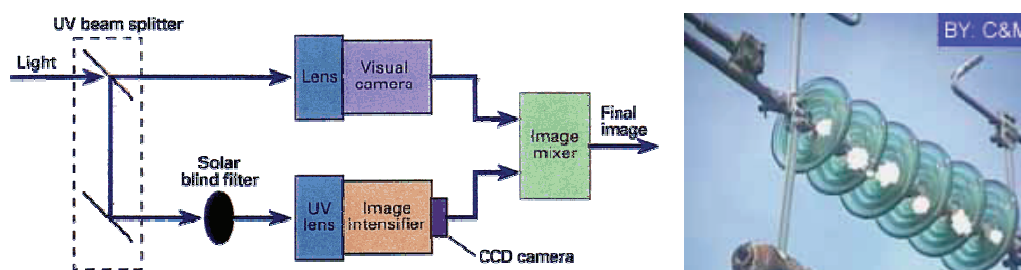 UV beam splitter
Light
Lens
Visual
camera
Solar
blind filter
UV
lens
Image
Intensifier
CCD camera
Image
mixer
Final
image
BY: C&M